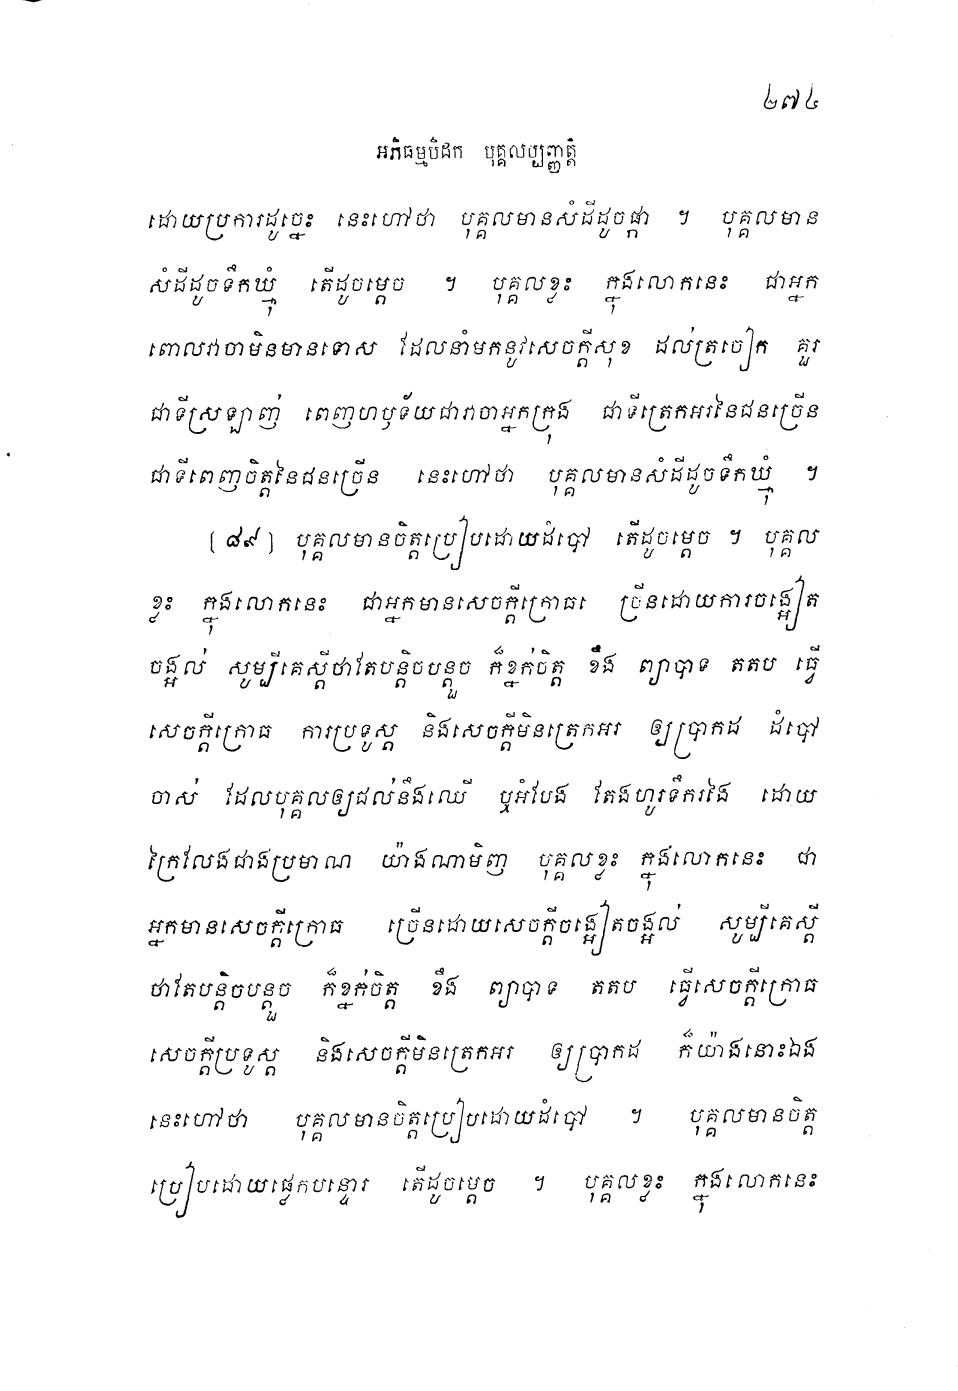 ២៧៤
អភិធម្មបិដក បុគ្គលប្បញ្ញត្តិ
ដោយប្រការដូច្នេះ នេះហៅថា បុគ្គលមានសំដីដូចផ្កា ។ បុគ្គលមាន
សំដីដូចទឹកឃ្មុំ តើដូចម្តេច ។ បុគ្គលខ្លះ ក្នុងលោកនេះ ជាអ្នក
ពោលវាចាមិនមានទោស ដែលនាំមកនូវសេចក្តីសុខ ដល់ត្រចៀក គួរ
ជាទីស្រឡាញ់ ពេញហឫទ័យជាវាចាអ្នកក្រុង ជាទីត្រេកអរនៃជនច្រើន
ជាទីពេញចិត្តនៃជនច្រើន នេះហៅថា បុគ្គលមានសំដីដូចទឹកឃ្មុំ ។
(៨៩) បុគ្គលមានចិត្តប្រៀបដោយដំបៅ តើដូចម្តេច ។ បុគ្គល
ខ្លះ ក្នុងលោកនេះ ជាអ្នកមានសេចក្តីក្រោធ ច្រើនដោយការចង្អៀត
ចង្អល់ សូម្បីគេស្តីថាតែបន្តិចបន្តួច ក៏ខ្នក់ចិត្ត ខឹង ព្យាបាទ តតប ធ្វើ
សេចក្តីក្រោធ ការប្រទូស្ត និងសេចក្តីមិនត្រេកអរ ឲ្យប្រាកដ ដំបៅ
ចាស់ ដែលបុគ្គលឲ្យដល់នឹងឈើ ឬអំបែង តែងហូរទឹករងៃ ដោយ
ក្រៃលែងជាងប្រមាណ យ៉ាងណាមិញ បុគ្គលខ្លះ ក្នុងលោកនេះ ជា
អ្នកមានសេចក្តីក្រោធ ច្រើនដោយសេចក្តីចង្អៀតចង្អល់ សូម្បីគេស្តី
ថាតែបន្តិចបន្តួច ក៏ខ្នក់ចិត្ត ខឹង ព្យាបាទ តតប ធ្វើសេចក្តីក្រោធ
សេចក្តីប្រទូស្ត និងសេចក្តីមិនត្រេកអរ ឲ្យប្រាកដ ក៏យ៉ាងនោះឯង
នេះហៅថា បុគ្គលមានចិត្តប្រៀបដោយដំបៅ ។ បុគ្គលមានចិត្ត
ប្រៀបដោយផ្លេកបន្ទោរ តើដូចម្តេច ។ បុគ្គលខ្លះ ក្នុងលោកនេះ